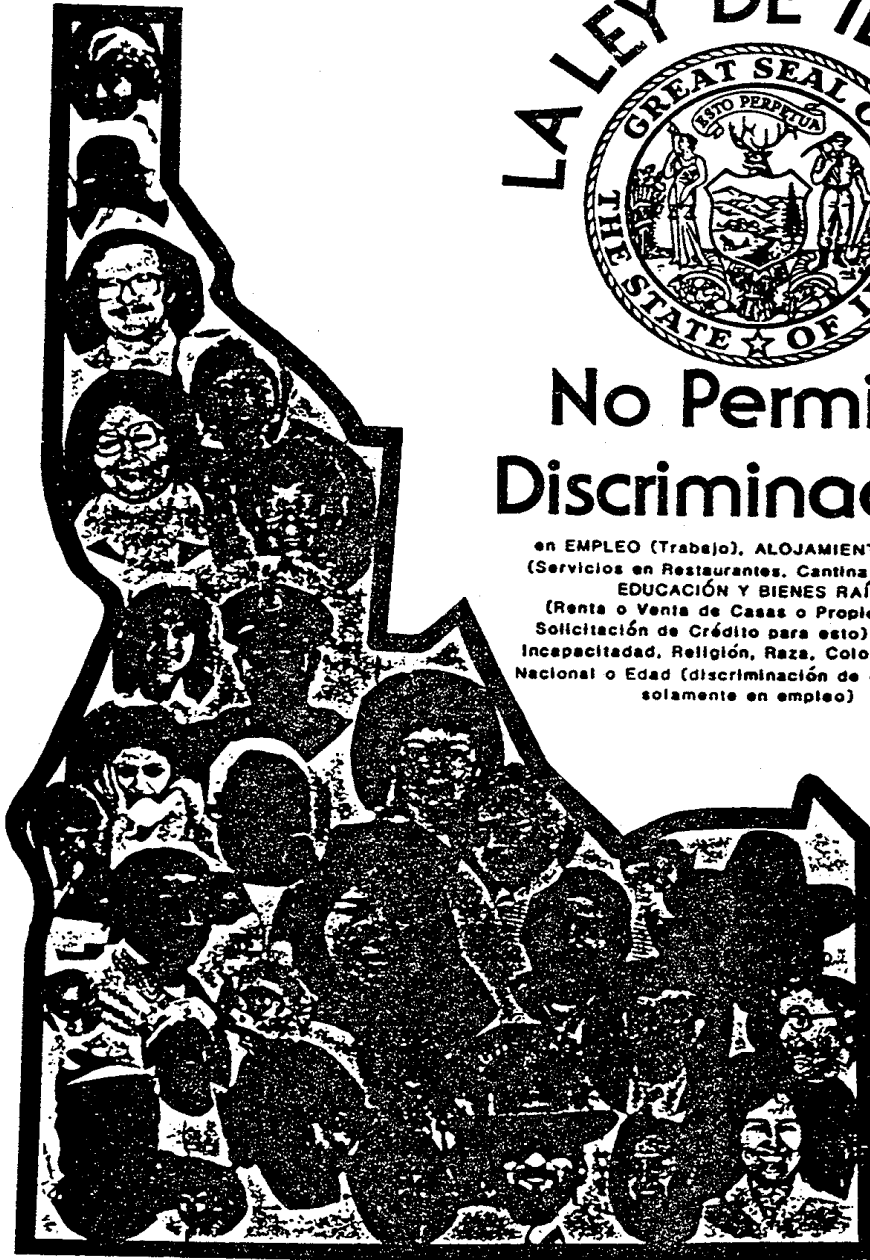 LA LEY DE
THE GREAT SEAL
STATE ☆ OF
ESTO PERPETUA
No Permi
Discrimina
en EMPLEO (Trabajo), ALOJAMIEN
(Servicios en Restaurantes, Cantina
EDUCACIÓN Y BIENES RAÍ
(Renta o Venta de Casas o Propie
Solicitación de Crédito para esto)
Incapacitadad, Religión, Raza, Colo
Nacional o Edad (discriminación de
solamente en empleo)